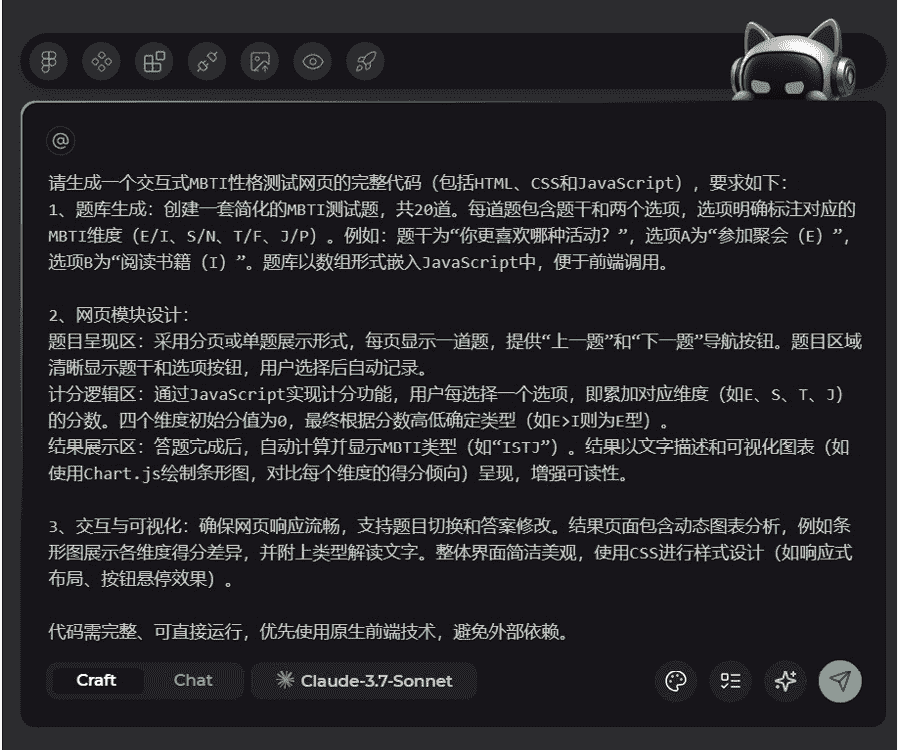 @
请生成一个交互式MBTI性格测试网页的完整代码（包括HTML、CSS和JavaScript），要求如下：
1、题库生成：创建一套简化的MBTI测试题，共20道。每道题包含题干和两个选项，选项明确标注对应的
MBTI维度（E/I、S/N、T/F、J/P）。例如：题干为“你更喜欢哪种活动？”，选项A为“参加聚会（E）”，
选项B为“阅读书籍（I）”。题库以数组形式嵌入JavaScript中，便于前端调用。
2、网页模块设计：
题目呈现区：采用分页或单题展示形式，每页显示一道题，提供“上一题”和“下一题”导航按钮。题目区域
清晰显示题干和选项按钮，用户选择后自动记录。
计分逻辑区：通过JavaScript实现计分功能，用户每选择一个选项，即累加对应维度（如E、S、T、J）
的分数。四个维度初始分值为0，最终根据分数高低确定类型（如E>I则为E型）。
结果展示区：答题完成后，自动计算并显示MBTI类型（如“ISTJ”）。结果以文字描述和可视化图表（如
使用Chart.js绘制条形图，对比每个维度的得分倾向）呈现，增强可读性。
3、交互与可视化：确保网页响应流畅，支持题目切换和答案修改。结果页面包含动态图表分析，例如条
形图展示各维度得分差异，并附上类型解读文字。整体界面简洁美观，使用CSS进行样式设计（如响应式
布局、按钮悬停效果）。
代码需完整、可直接运行，优先使用原生前端技术，避免外部依赖。
Craft Chat Claude-3.7-Sonnet